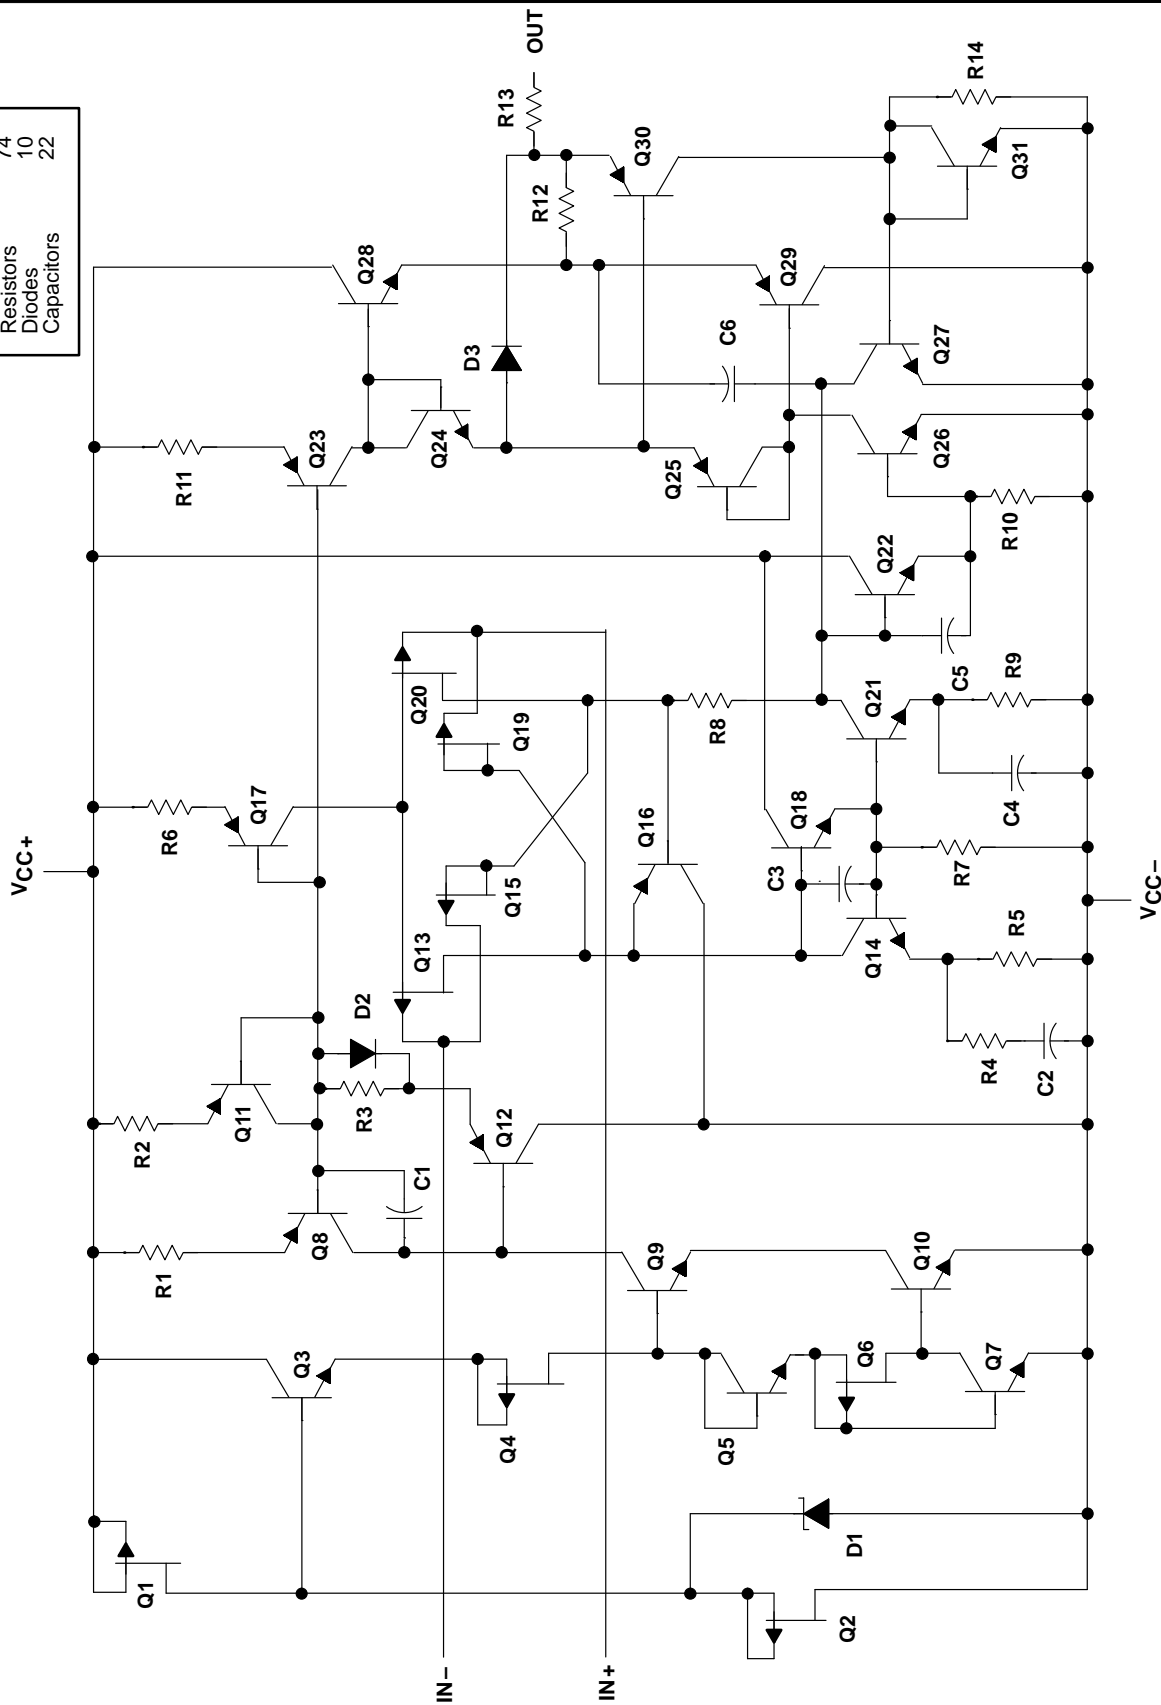 Resistors 74
Diodes 10
Capacitors 22
VCC+
Q1
R1
R2
R6
R11
Q11
Q17
Q8
Q23
Q28
Q3
R3
D2
C1
Q13
Q20
Q24
D3
OUT
R13
IN−
Q4
Q12
Q15
Q19
R12
IN+
Q9
Q16
Q25
Q30
Q5
R8
C6
Q29
C3
Q18
Q2
D1
Q6
Q10
Q14
Q21
Q22
Q26
Q27
Q7
R4
C2
R5
R7
C4
C5
R9
R10
Q31
R14
VCC−